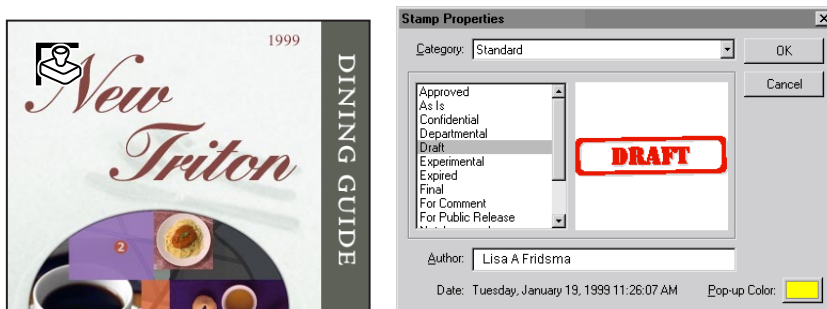 1999
New
Triton
DINING GUIDE
2
Stamp Properties
Category: Standard
OK
Cancel
Approved
As Is
Confidential
Departmental
Draft
Experimental
Expired
Final
For Comment
For Public Release
DRAFT
Author: Lisa A Fridsma
Date: Tuesday, January 19, 1999 11:26:07 AM
Pop-up Color: